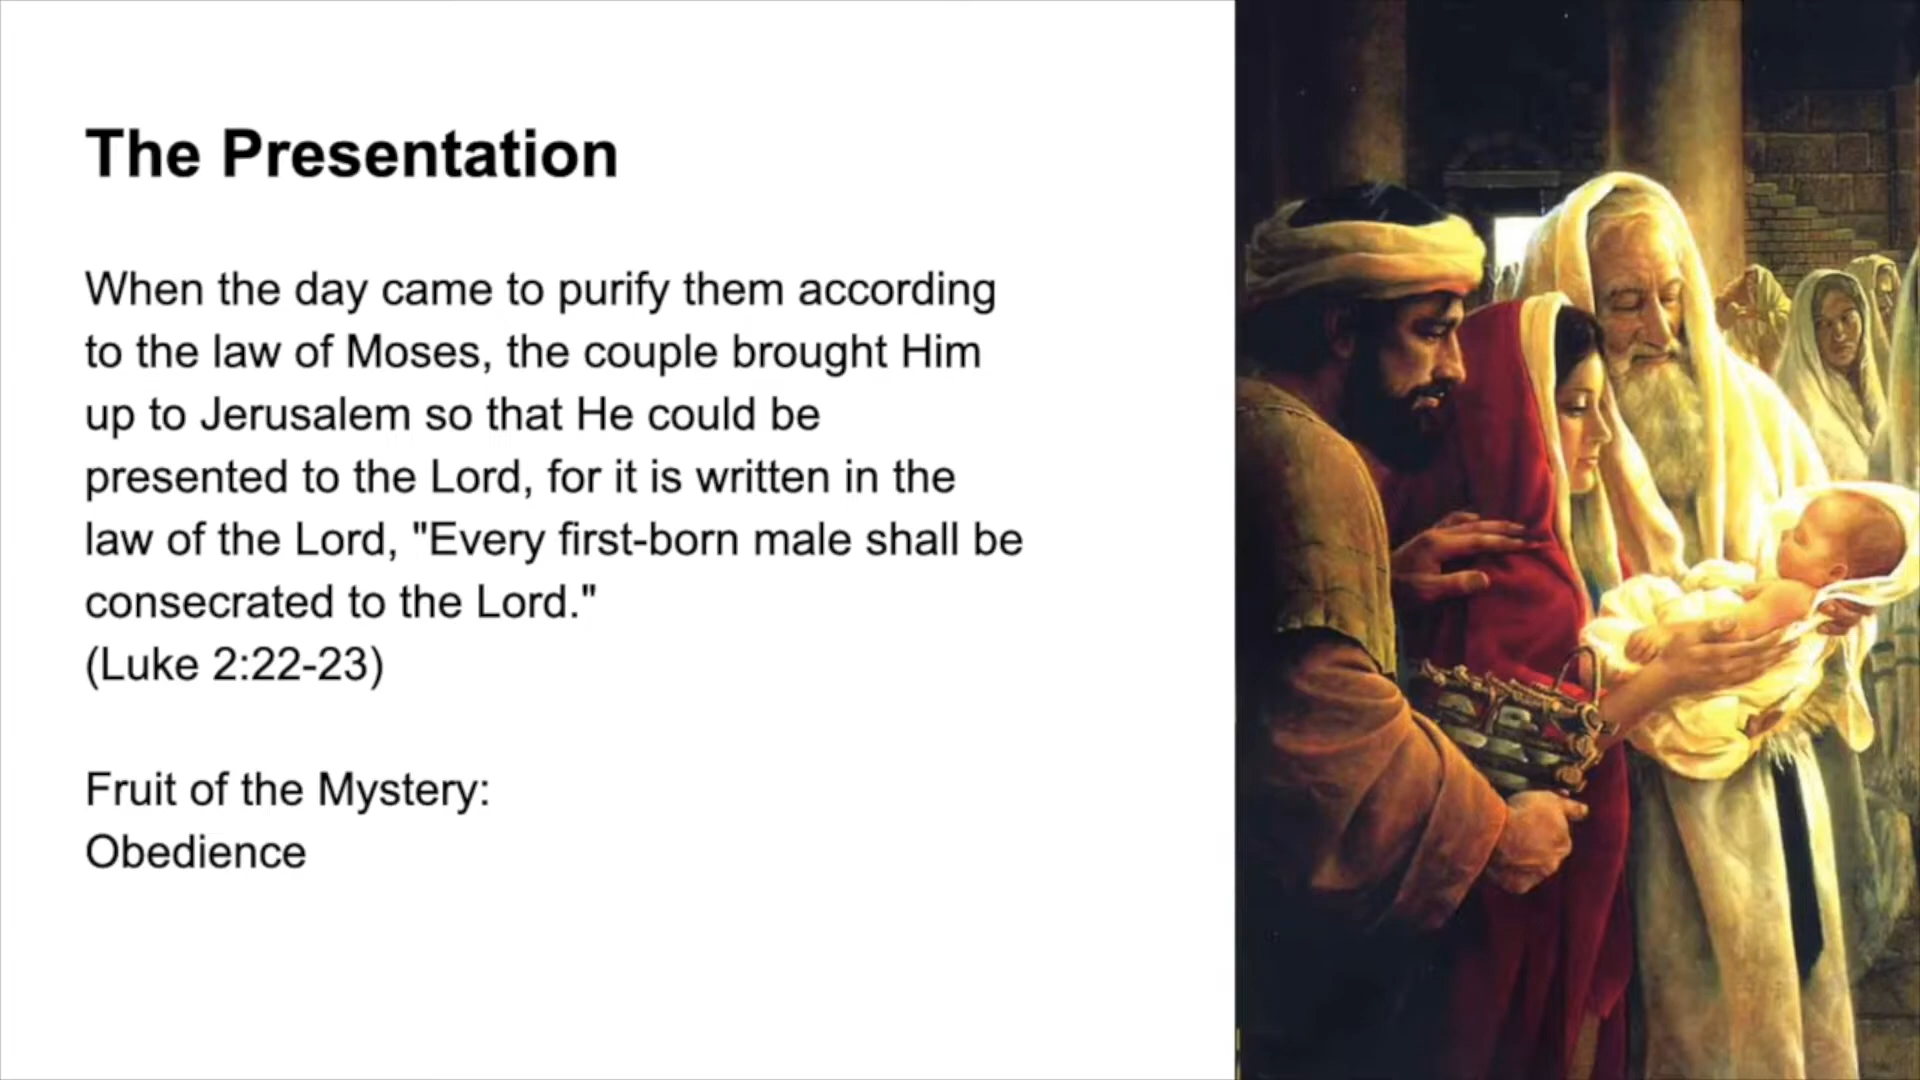 The Presentation
When the day came to purify them according
to the law of Moses, the couple brought Him
up to Jerusalem so that He could be
presented to the Lord, for it is written in the
law of the Lord, "Every first-born male shall be
consecrated to the Lord."
(Luke 2:22-23)
Fruit of the Mystery:
Obedience